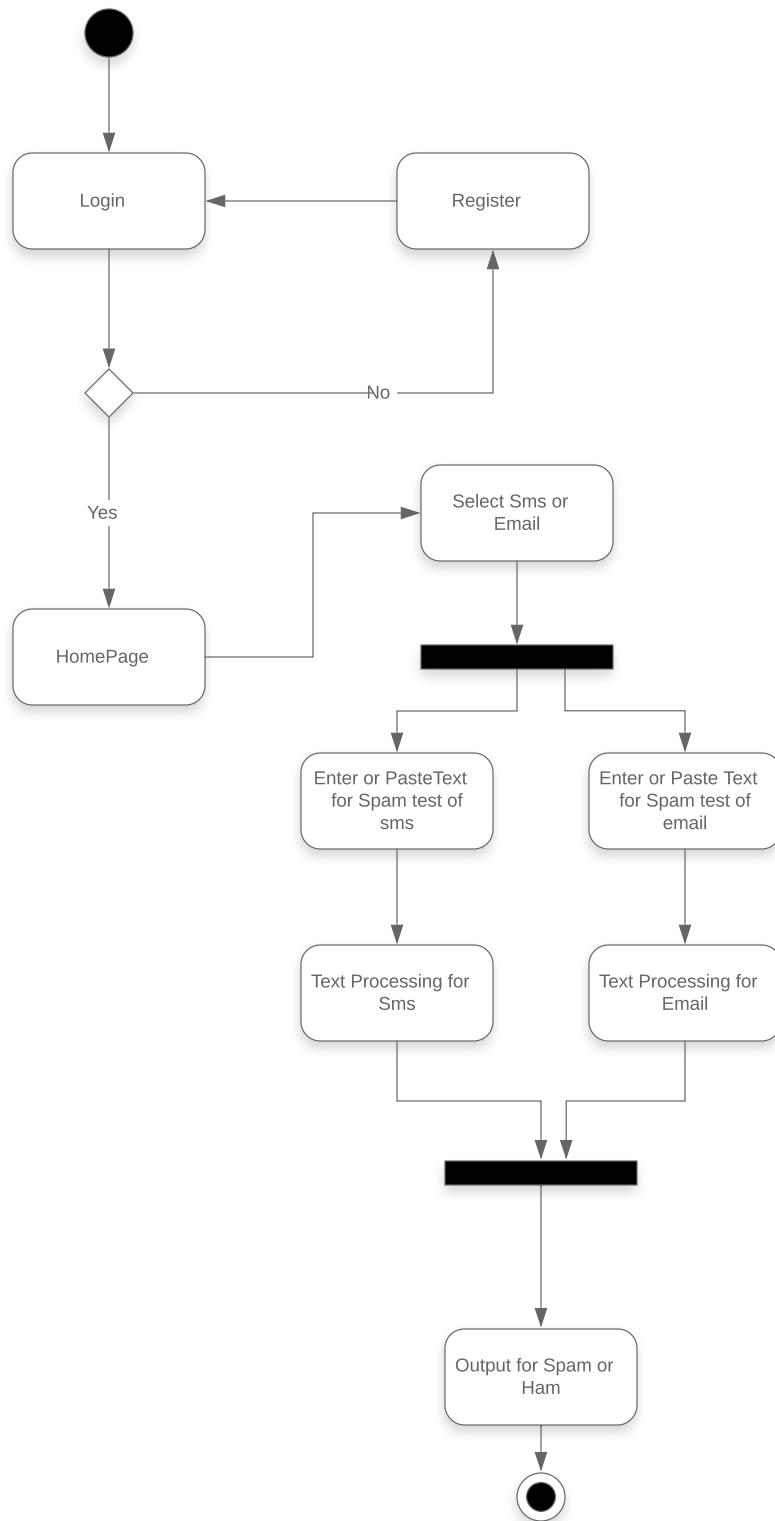 Login
Register
No
Yes
Select Sms or
Email
HomePage
Enter or PasteText
for Spam test of
sms
Enter or Paste Text
for Spam test of
email
Text Processing for
Sms
Text Processing for
Email
Output for Spam or
Ham